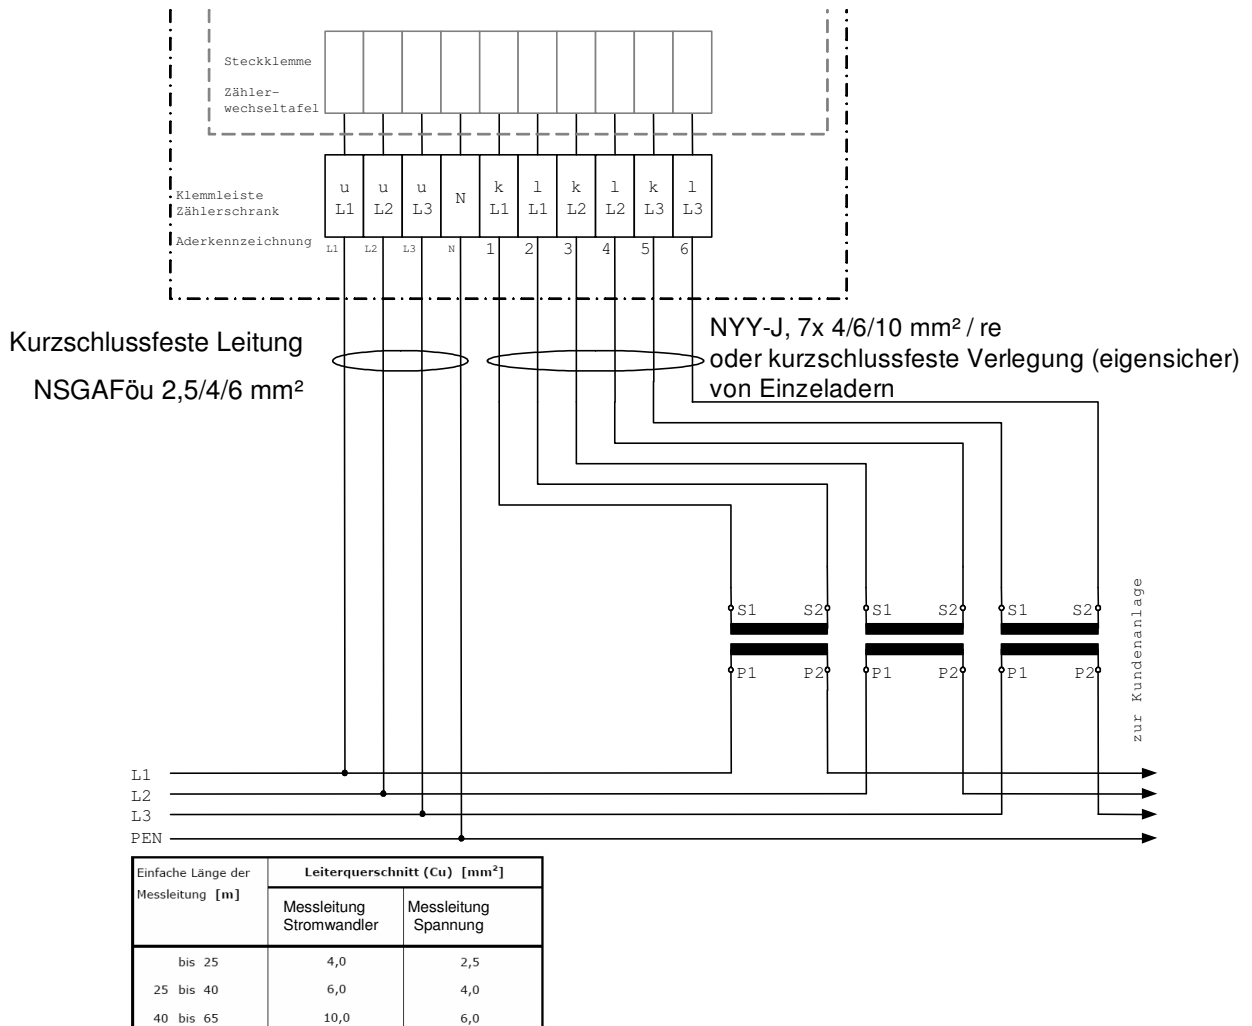 Steckklemme
Zähler-
wechseltafel
u u u N k l k l k l
L1 L2 L3 L1 L1 L2 L2 L3 L3
Klemmleiste
Zählerschrank
Aderkennzeichnung
L1 L2 L3 N 1 2 3 4 5 6
Kurzschlussfeste Leitung
NSGAFöu 2,5/4/6 mm²
NYY-J, 7x 4/6/10 mm² / re
oder kurzschlussfeste Verlegung (eigensicher)
von Einzeladern
S1 S2 S1 S2 S1 S2
P1 P2 P1 P2 P1 P2
zur Kundenanlage
L1
L2
L3
PEN
Einfache Länge der
Messleitung [m]
Leiterquerschnitt (Cu) [mm²]
Messleitung
Stromwandler
Messleitung
Spannung
bis 25 4,0 2,5
25 bis 40 6,0 4,0
40 bis 65 10,0 6,0